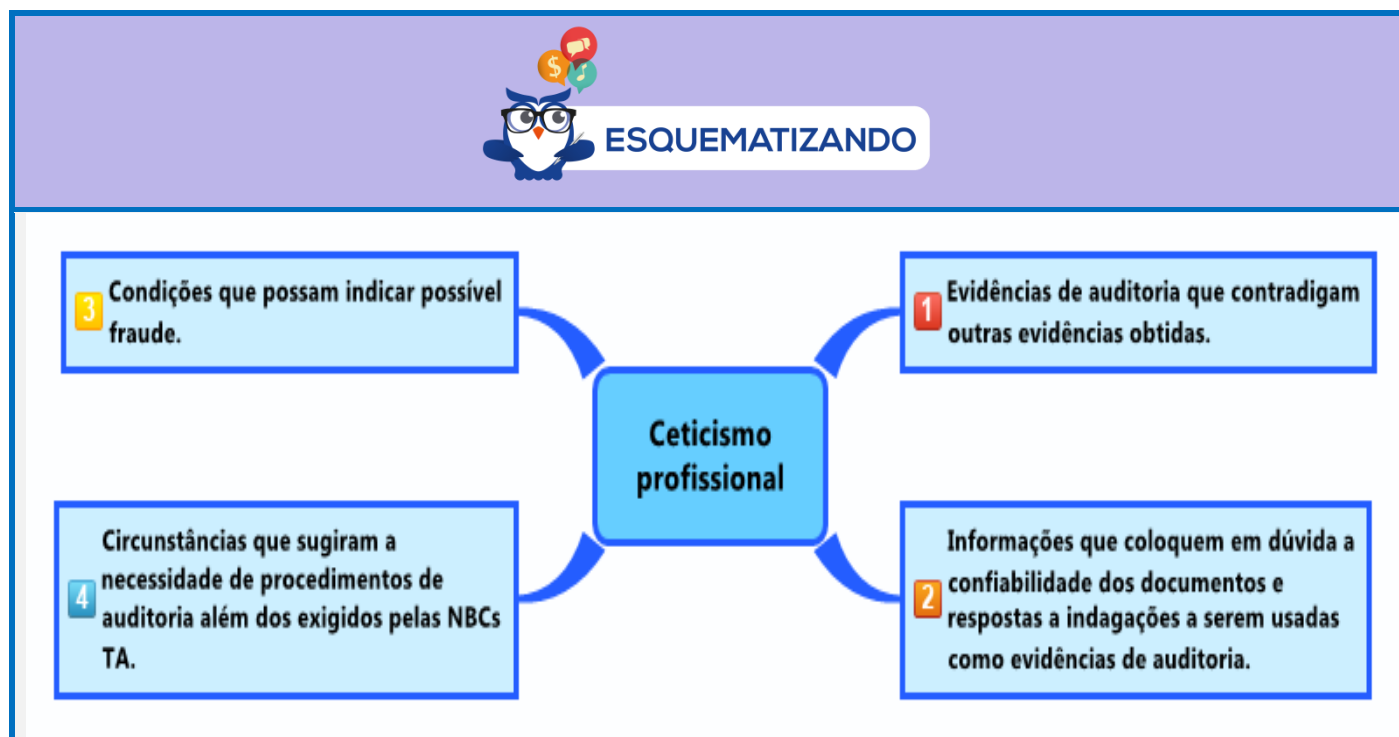 ESQUEMATIZANDO
3 Condições que possam indicar possível
fraude.
1 Evidências de auditoria que contradigam
outras evidências obtidas.
Ceticismo
profissional
4 Circunstâncias que sugiram a
necessidade de procedimentos de
auditoria além dos exigidos pelas NBCs
TA.
2 Informações que coloquem em dúvida a
confiabilidade dos documentos e
respostas a indagações a serem usadas
como evidências de auditoria.